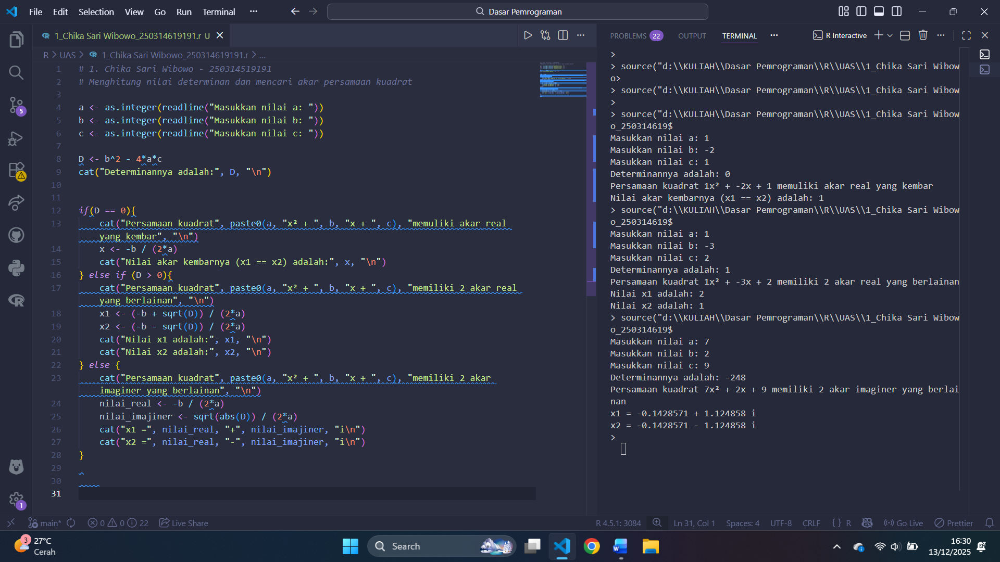 File Edit Selection View Go Run Terminal ··· Dasar Pemrograman
1_Chika Sari Wibowo_250314619191.r U
R > UAS > 1_Chika Sari Wibowo_250314619191.r > ...
1 # 1. Chika Sari Wibowo - 250314519191
2 # Menghitung nilai determinan dan mencari akar persamaan kuadrat
3
4 a <- as.integer(readline("Masukkan nilai a: "))
5 b <- as.integer(readline("Masukkan nilai b: "))
6 c <- as.integer(readline("Masukkan nilai c: "))
7
8 D <- b^2 - 4*a*c
9 cat("Determinannya adalah:", D, "\n")
10
11
12 if(D == 0){
13 cat("Persamaan kuadrat", paste0(a, "x² + ", b, "x + ", c), "memuliki akar real
yang kembar", "\n")
14 x <- -b / (2*a)
15 cat("Nilai akar kembarnya (x1 == x2) adalah:", x, "\n")
16 } else if (D > 0){
17 cat("Persamaan kuadrat", paste0(a, "x² + ", b, "x + ", c), "memiliki 2 akar real
yang berlainan", "\n")
18 x1 <- (-b + sqrt(D)) / (2*a)
19 x2 <- (-b - sqrt(D)) / (2*a)
20 cat("Nilai x1 adalah:", x1, "\n")
21 cat("Nilai x2 adalah:", x2, "\n")
22 } else {
23 cat("Persamaan kuadrat", paste0(a, "x² + ", b, "x + ", c), "memiliki 2 akar
imaginer yang berlainan", "\n")
24 nilai_real <- -b / (2*a)
25 nilai_imajiner <- sqrt(abs(D)) / (2*a)
26 cat("x1 =", nilai_real, "+", nilai_imajiner, "i\n")
27 cat("x2 =", nilai_real, "-", nilai_imajiner, "i\n")
28 }
29
30
31
5
1
PROBLEMS 22 OUTPUT TERMINAL ··· R Interactive
>
> source("d:\\KULIAH\\Dasar Pemrograman\\R\\UAS\\1_Chika Sari Wibow
o>
> source("d:\\KULIAH\\Dasar Pemrograman\\R\\UAS\\1_Chika Sari Wibow
>
> source("d:\\KULIAH\\Dasar Pemrograman\\R\\UAS\\1_Chika Sari Wibow
o_250314619$
Masukkan nilai a: 1
Masukkan nilai b: -2
Masukkan nilai c: 1
Determinannya adalah: 0
Persamaan kuadrat 1x² + -2x + 1 memuliki akar real yang kembar
Nilai akar kembarnya (x1 == x2) adalah: 1
> source("d:\\KULIAH\\Dasar Pemrograman\\R\\UAS\\1_Chika Sari Wibow
o_250314619$
Masukkan nilai a: 1
Masukkan nilai b: -3
Masukkan nilai c: 2
Determinannya adalah: 1
Persamaan kuadrat 1x² + -3x + 2 memiliki 2 akar real yang berlainan
Nilai x1 adalah: 2
Nilai x2 adalah: 1
> source("d:\\KULIAH\\Dasar Pemrograman\\R\\UAS\\1_Chika Sari Wibow
o_250314619$
Masukkan nilai a: 7
Masukkan nilai b: 2
Masukkan nilai c: 9
Determinannya adalah: -248
Persamaan kuadrat 7x² + 2x + 9 memiliki 2 akar imaginer yang berlai
nan
x1 = -0.1428571 + 1.124858 i
x2 = -0.1428571 - 1.124858 i
>
main* 0 0 22 Live Share R 4.5.1: 3084 Ln 31, Col 1 Spaces: 4 UTF-8 CRLF {} R Go Live Prettier
3 27°C
Cerah
Search
16:30
13/12/2025